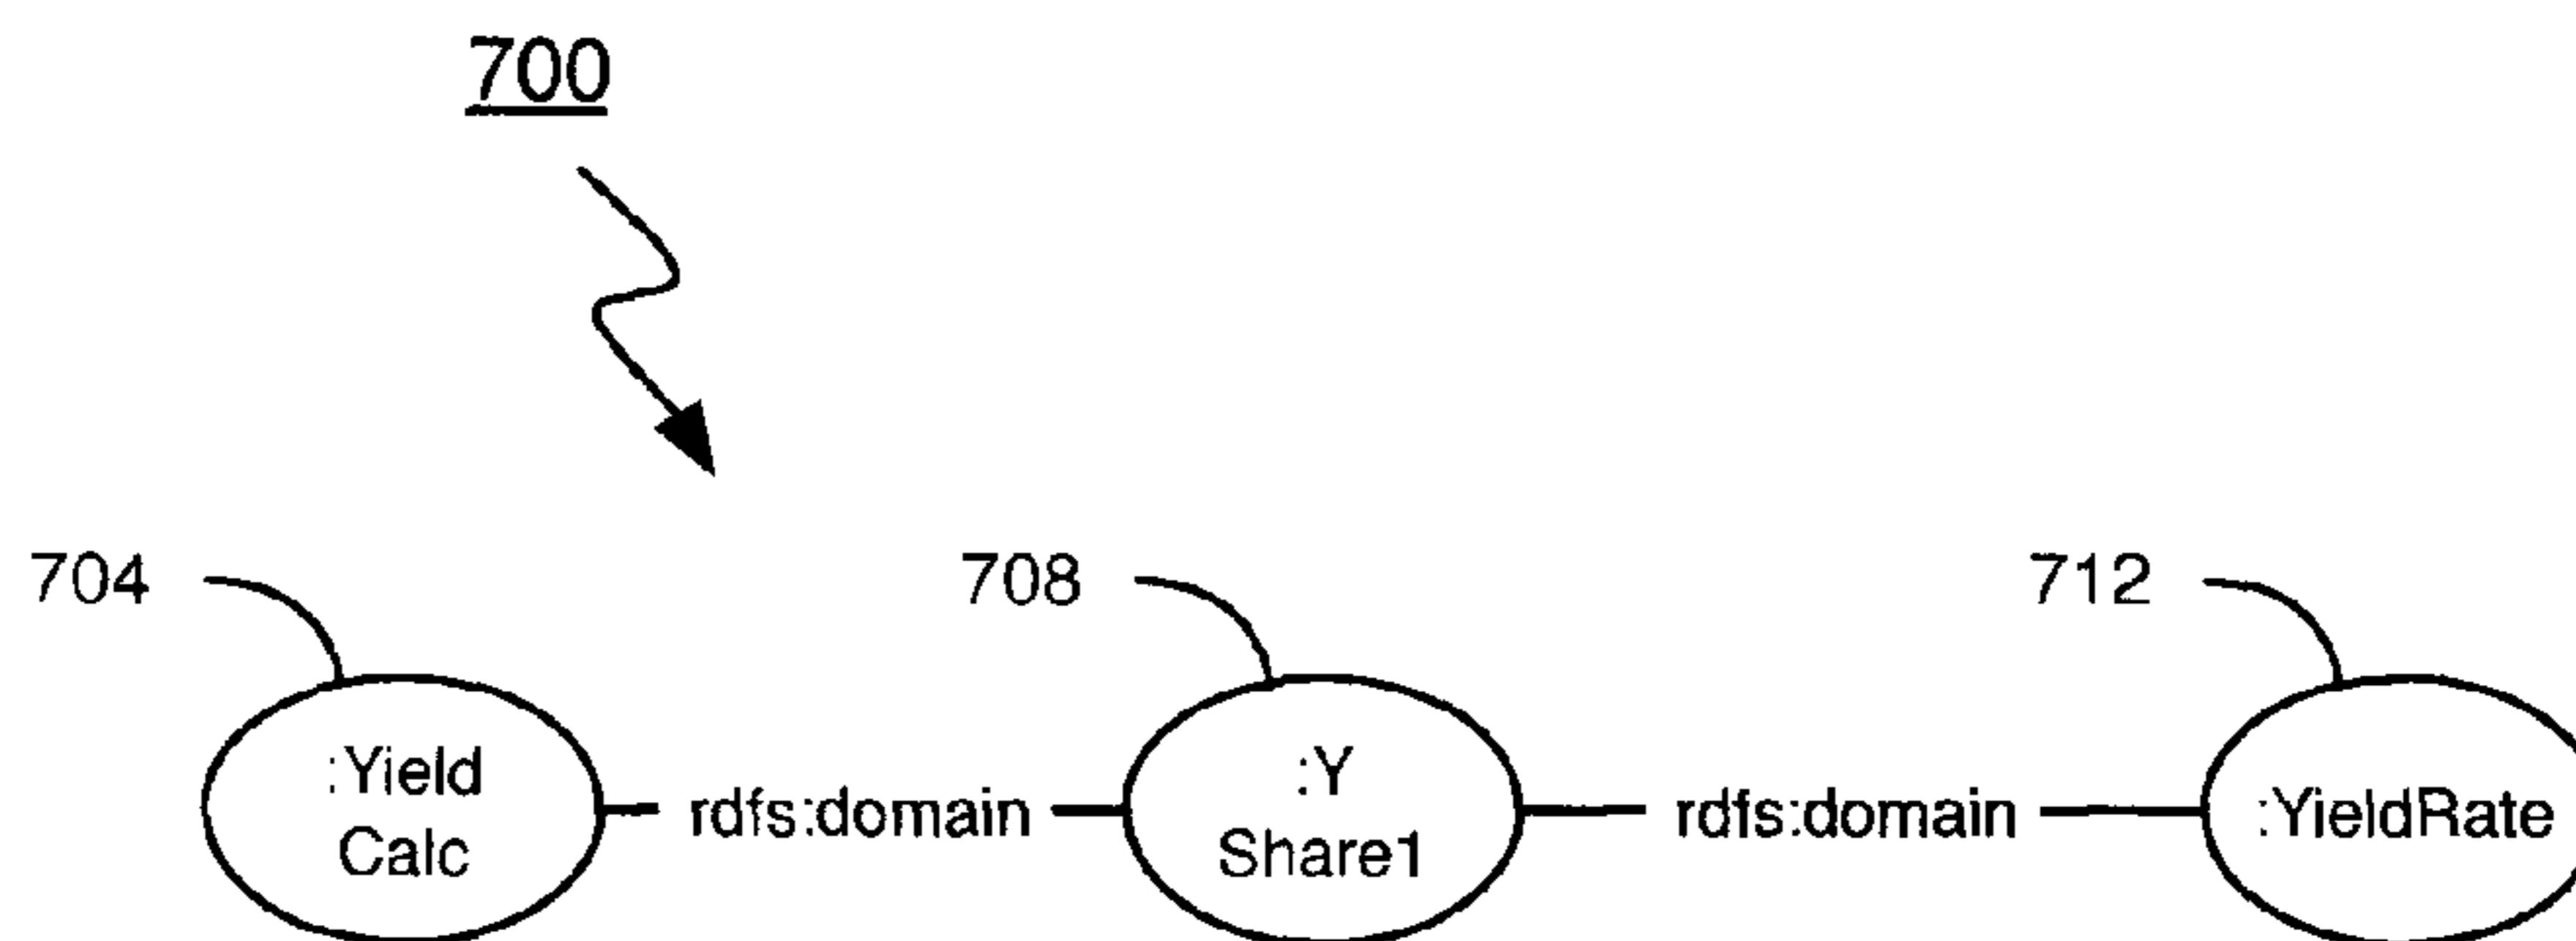 700
704
708
712
:Yield
Calc
rdfs:domain
:Y
Share1
rdfs:domain
:YieldRate